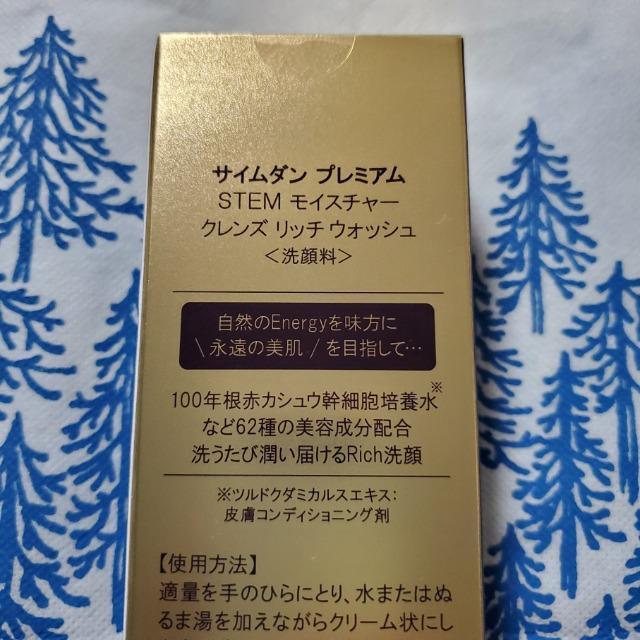 サイムダン プレミアム
STEM モイスチャー
クレンズ リッチ ウォッシュ
＜洗顔料＞
自然のEnergyを味方に
\ 永遠の美肌 / を目指して…
100年根赤カシュウ幹細胞培養水※
など62種の美容成分配合
洗うたび潤い届けるRich洗顔
※ツルドクダミカルスエキス：
皮膚コンディショニング剤
【使用方法】
適量を手のひらにとり、水またはぬ
るま湯を加えながらクリーム状にし